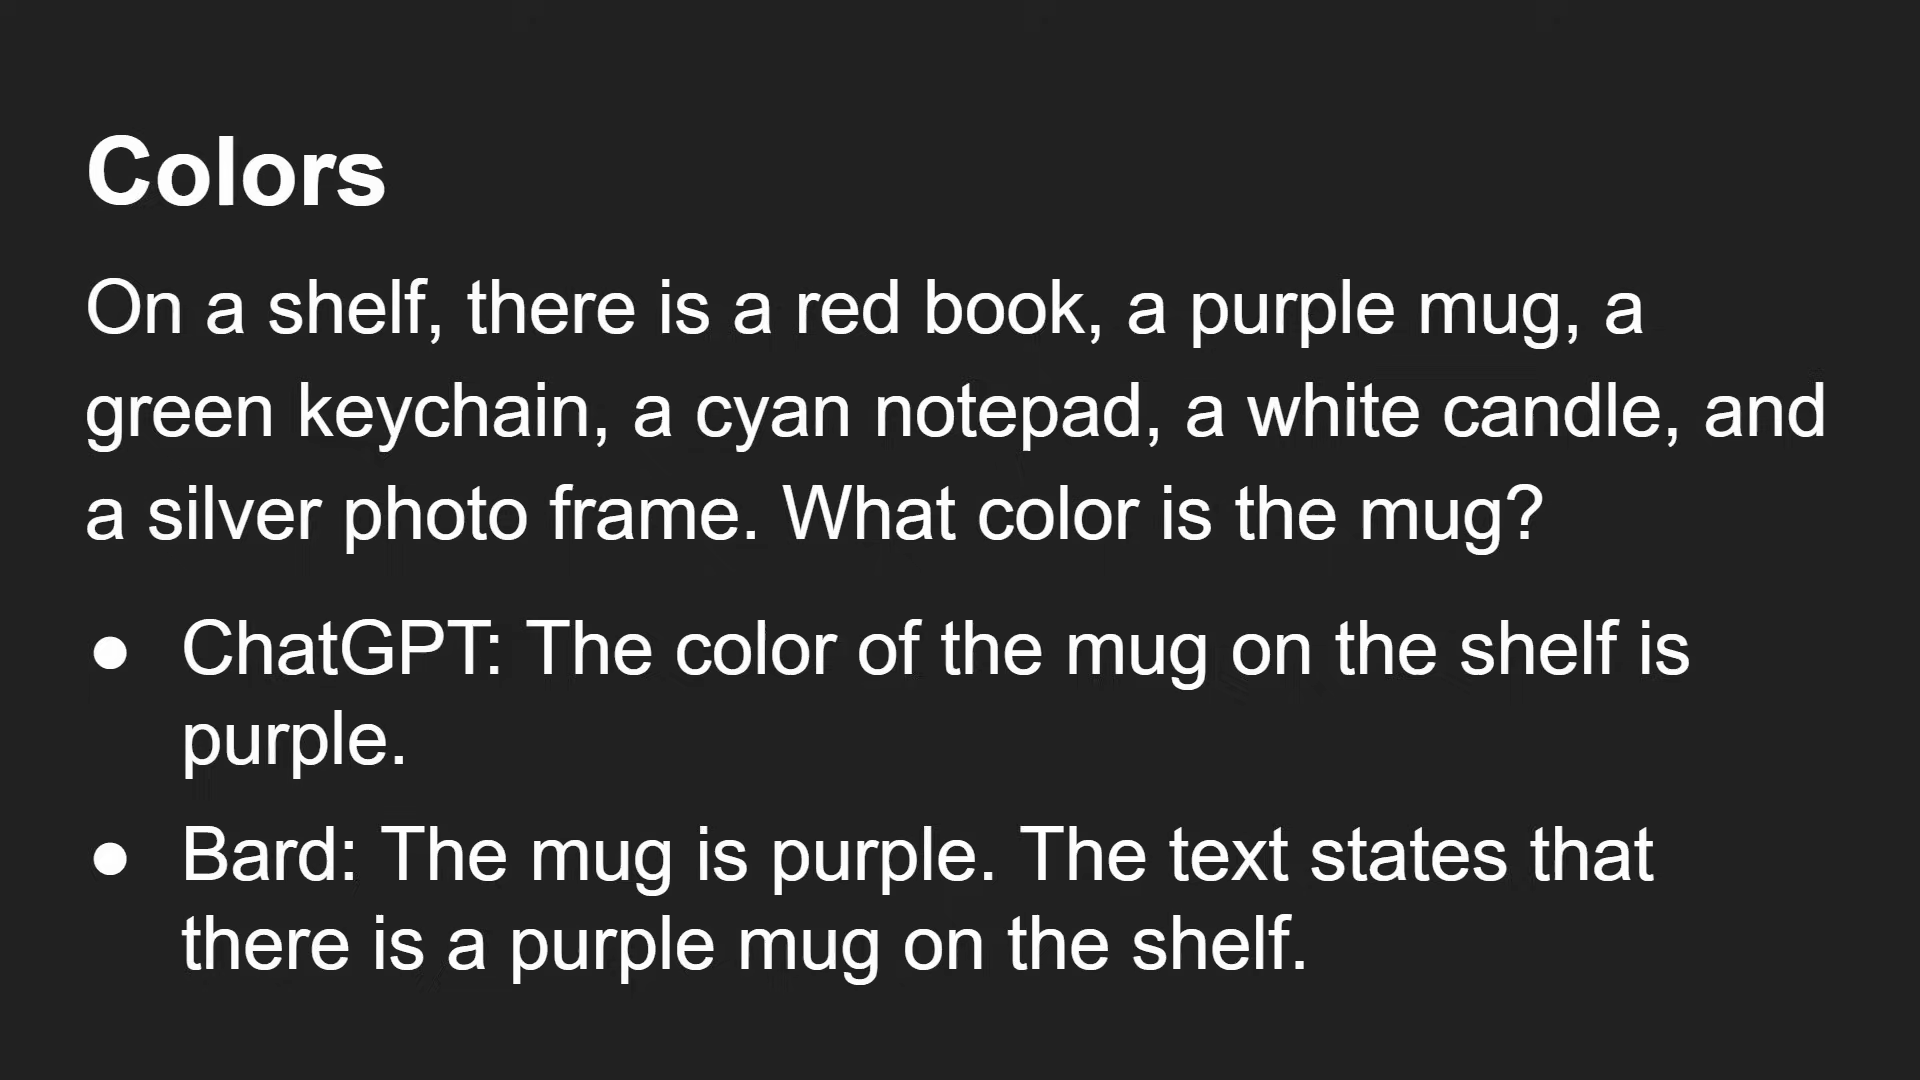 Colors
On a shelf, there is a red book, a purple mug, a
green keychain, a cyan notepad, a white candle, and
a silver photo frame. What color is the mug?
● ChatGPT: The color of the mug on the shelf is
purple.
● Bard: The mug is purple. The text states that
there is a purple mug on the shelf.